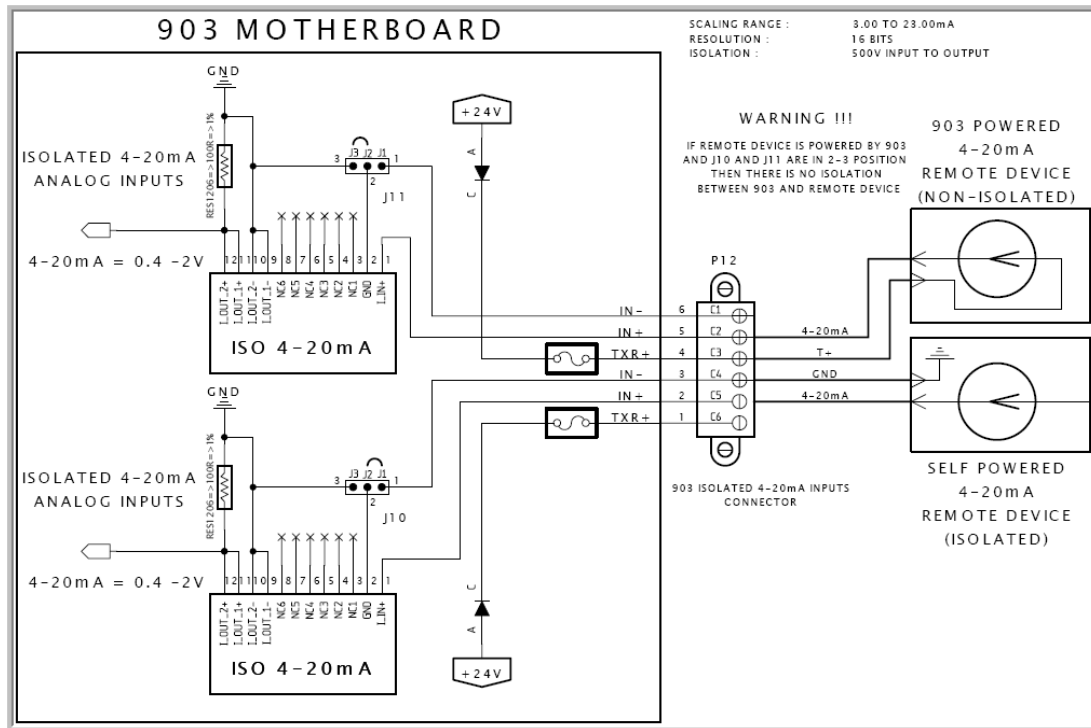 903 MOTHERBOARD
SCALING RANGE : 3.00 TO 23.00mA
RESOLUTION : 16 BITS
ISOLATION : 500V INPUT TO OUTPUT
GND
+24V
WARNING !!!
IF REMOTE DEVICE IS POWERED BY 903
AND J10 AND J11 ARE IN 2-3 POSITION
THEN THERE IS NO ISOLATION
BETWEEN 903 AND REMOTE DEVICE
903 POWERED
4-20mA
REMOTE DEVICE
(NON-ISOLATED)
ISOLATED 4-20mA
ANALOG INPUTS
RES1206=>100R=>1%
3 J3 J2 J1 1
2
J11
A
C
4-20mA = 0.4 -2V
12 11 10 9 8 7 6 5 4 3 2 1
I_OUT_2+ I_OUT_1+ I_OUT_2- I_OUT_1- NC6 NC5 NC4 NC3 NC2 NC1 GND I_IN+
ISO 4-20mA
P12
IN- 6 C1
IN+ 5 C2 4-20mA
TXR+ 4 C3 T+
IN- 3 C4 GND
IN+ 2 C5 4-20mA
TXR+ 1 C6
903 ISOLATED 4-20mA INPUTS
CONNECTOR
SELF POWERED
4-20mA
REMOTE DEVICE
(ISOLATED)
GND
ISOLATED 4-20mA
ANALOG INPUTS
RES1206=>100R=>1%
3 J3 J2 J1 1
2
J10
4-20mA = 0.4 -2V
12 11 10 9 8 7 6 5 4 3 2 1
I_OUT_2+ I_OUT_1+ I_OUT_2- I_OUT_1- NC6 NC5 NC4 NC3 NC2 NC1 GND I_IN+
ISO 4-20mA
C
A
+24V